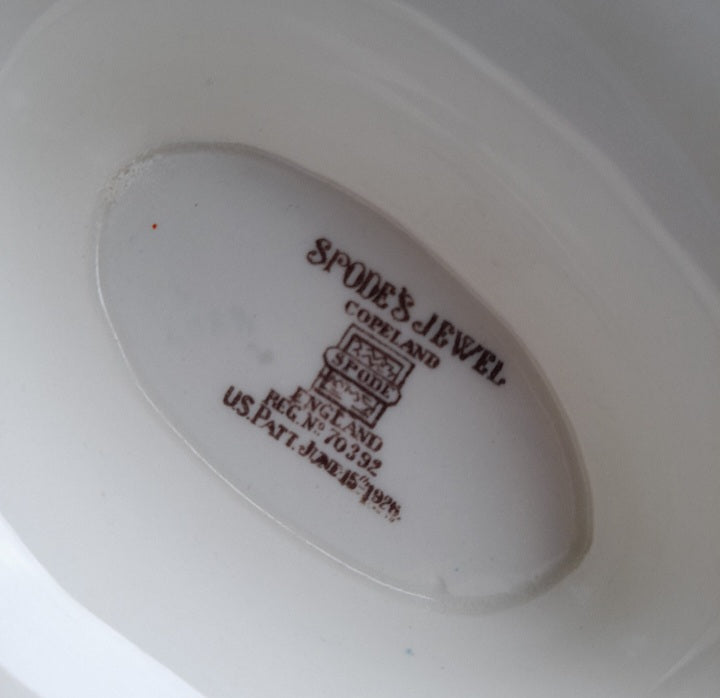 SPODE'S JEWEL
COPELAND
SPODE
ENGLAND
REG. Nº 70392
U.S. PATT. JUNE 15TH 1926.